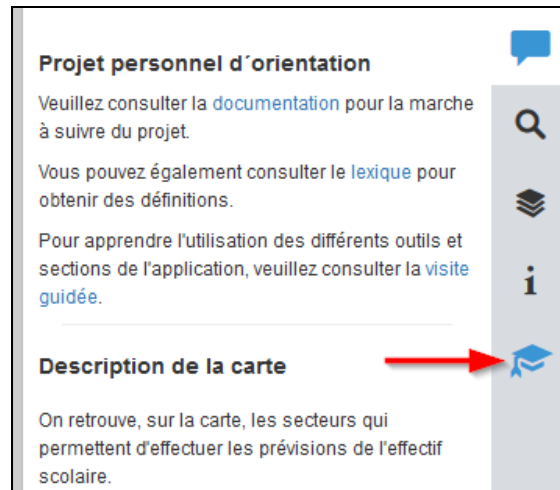 Projet personnel d´orientation
Veuillez consulter la documentation pour la marche
à suivre du projet.
Vous pouvez également consulter le lexique pour
obtenir des définitions.
Pour apprendre l'utilisation des différents outils et
sections de l'application, veuillez consulter la visite
guidée.
Description de la carte
On retrouve, sur la carte, les secteurs qui
permettent d'effectuer les prévisions de l'effectif
scolaire.